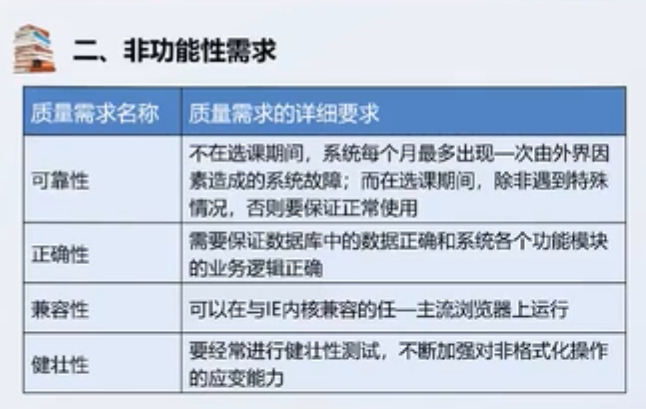 二、非功能性需求
质量需求名称 质量需求的详细要求
可靠性
不在选课期间，系统每个月最多出现一次由外界因
素造成的系统故障；而在选课期间，除非遇到特殊
情况，否则要保证正常使用
正确性
需要保证数据库中的数据正确和系统各个功能模块
的业务逻辑正确
兼容性 可以在与IE内核兼容的任一主流浏览器上运行
健壮性
要经常进行健壮性测试，不断加强对非格式化操作
的应变能力